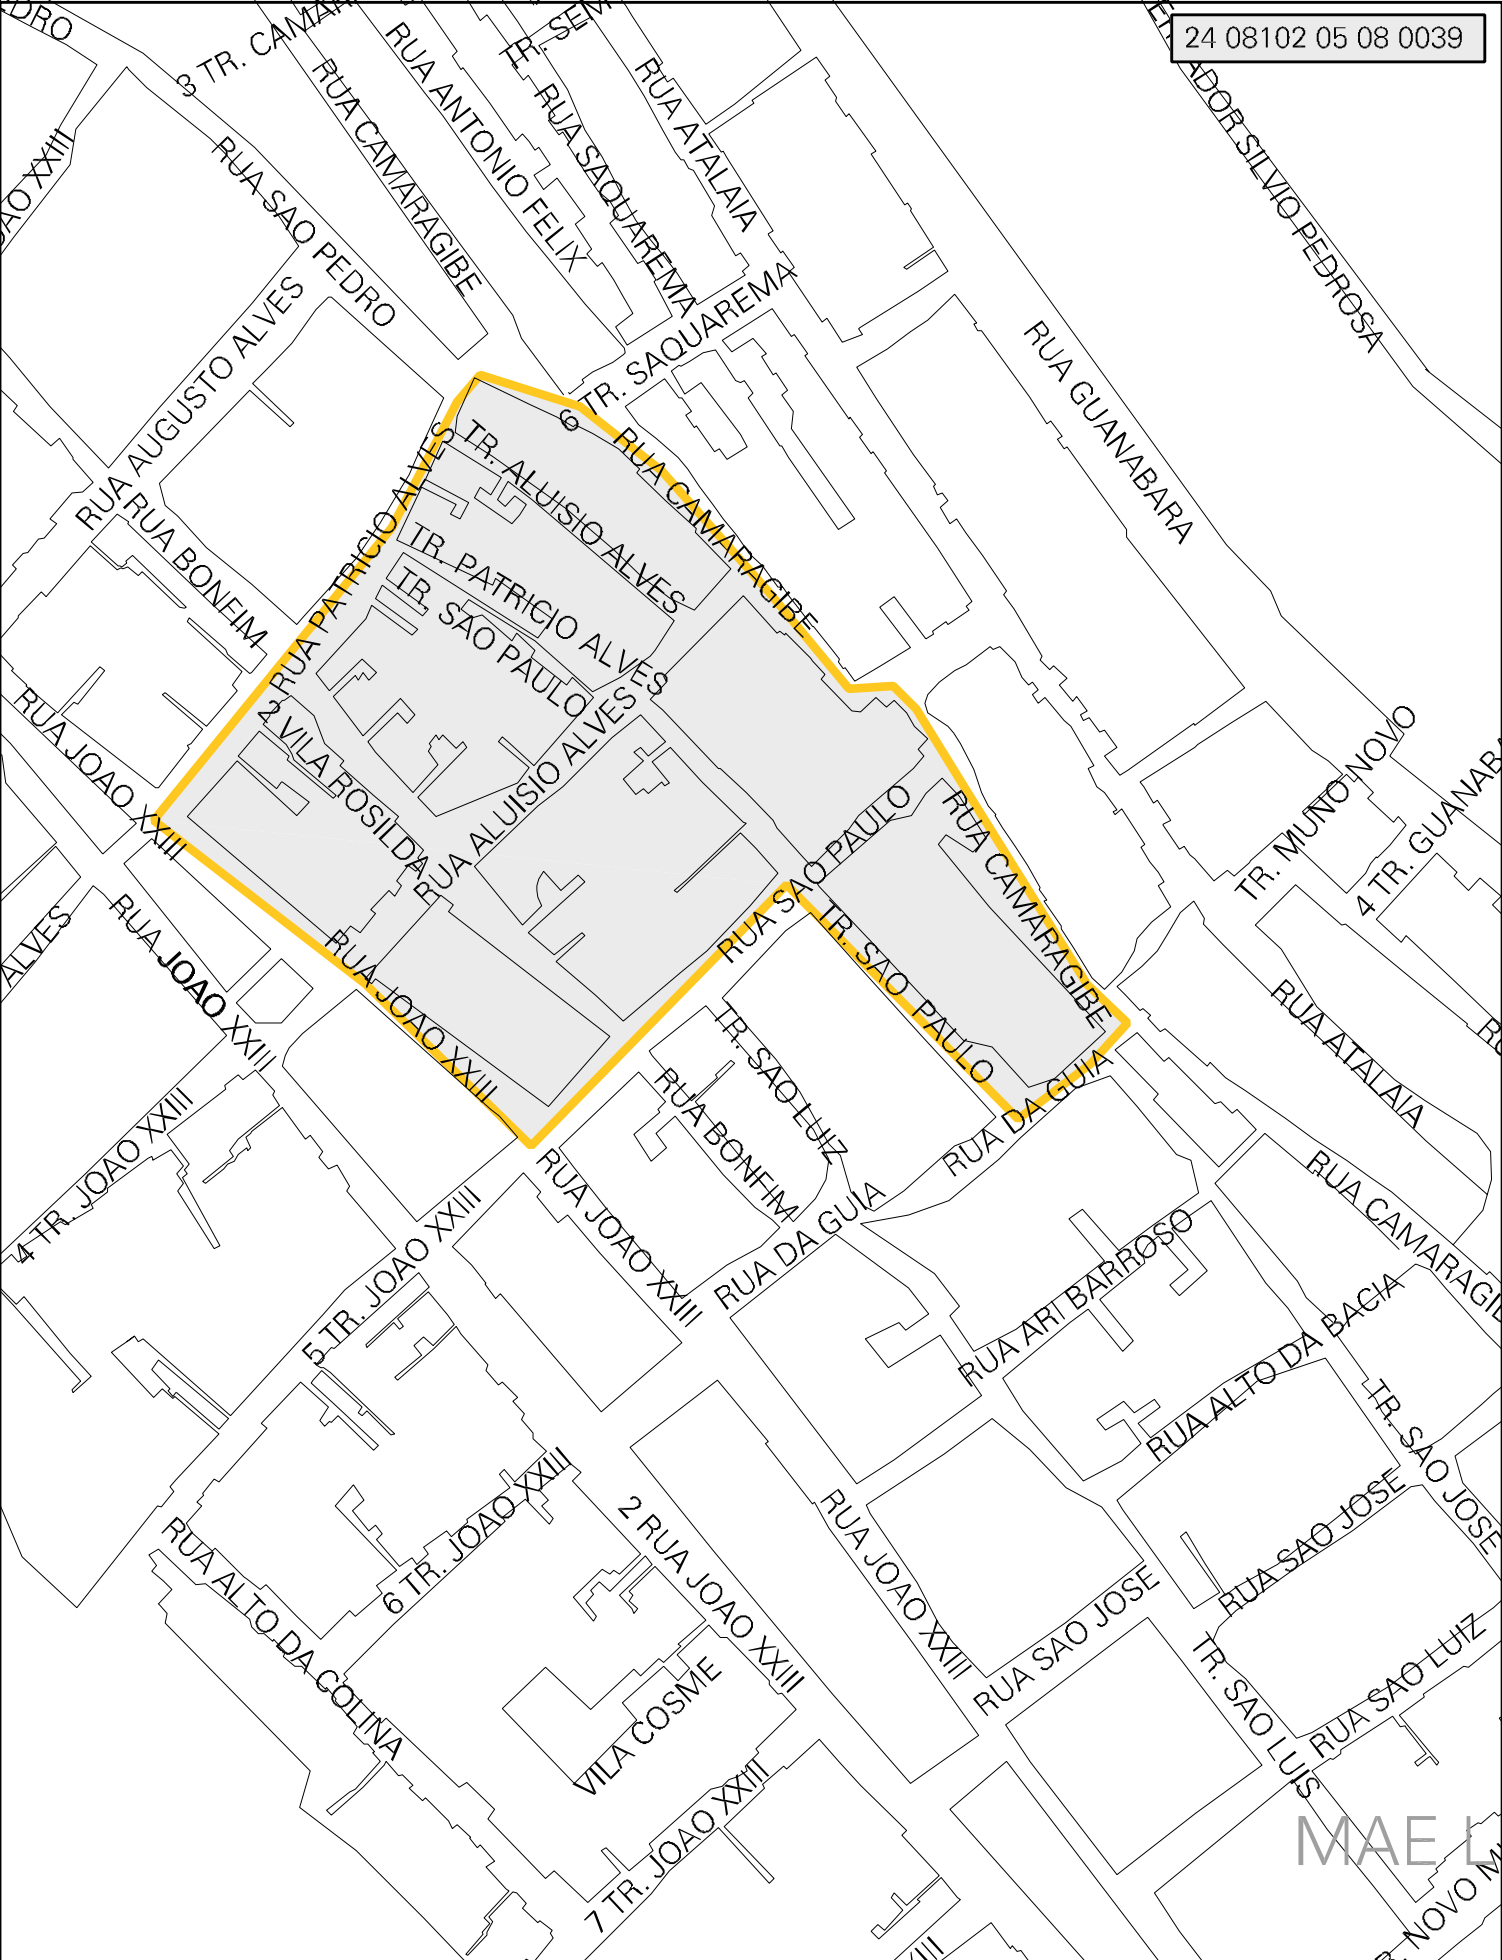 24 08102 05 08 0039
3 TR. CAMAR
RUA CAMARAGIBE
RUA ANTONIO FELIX
TR. SEM
RUA SAQUAREMA
RUA ATALAIA
ADOR SILVIO PEDROSA
RUA SAO PEDRO
AO XXIII
6 TR. SAQUAREMA
RUA GUANABARA
RUA AUGUSTO ALVES
RUA BONFIM
RUA PATRICIO ALVES
TR. ALUISIO ALVES
RUA CAMARAGIBE
TR. PATRICIO ALVES
TR. SAO PAULO
RUA ALUISIO ALVES
2 VILA ROSILDA
RUA JOAO XXIII
RUA SAO PAULO
RUA CAMARAGIBE
TR. MUNO NOVO
4 TR. GUANABA
ALVES
RUA JOAO
JOAO XXIII
RUA JOAO XXIII
TR. SAO PAULO
RUA ATALAIA
TR. SAO LUIZ
RUA BONFIM
RUA DA GUIA
4 TR. JOAO XXIII
5 TR. JOAO XXIII
RUA JOAO XXIII
RUA DA GUIA
RUA ARI BARROSO
RUA CAMARAGIB
RUA ALTO DA BACIA
TR. SAO JOSE
RUA SAO JOSE
6 TR. JOAO XXIII
2 RUA JOAO XXIII
RUA JOAO XXIII
RUA SAO JOSE
RUA ALTO DA COLINA
VILA COSME
TR. SAO LUIS
RUA SAO LUIZ
7 TR. JOAO XXIII
MAE L
NOVO M